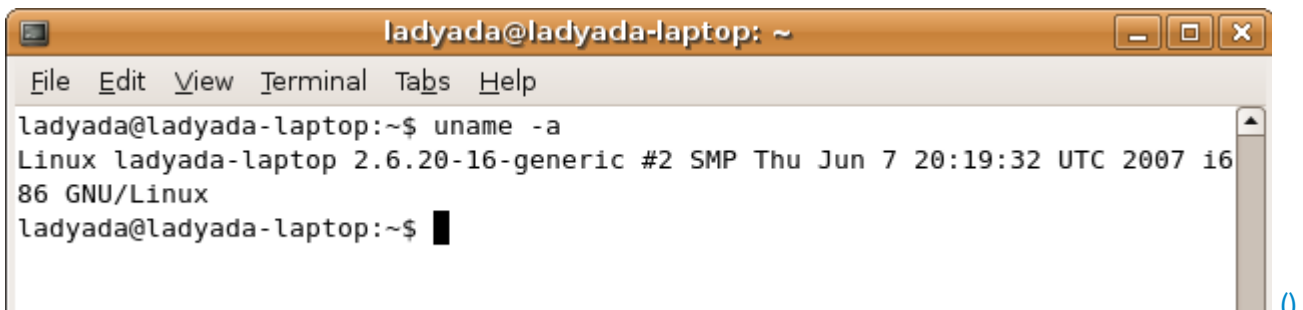 ladyada@ladyada-laptop: ~
File Edit View Terminal Tabs Help
ladyada@ladyada-laptop:~$ uname -a
Linux ladyada-laptop 2.6.20-16-generic #2 SMP Thu Jun 7 20:19:32 UTC 2007 i6
86 GNU/Linux
ladyada@ladyada-laptop:~$
()